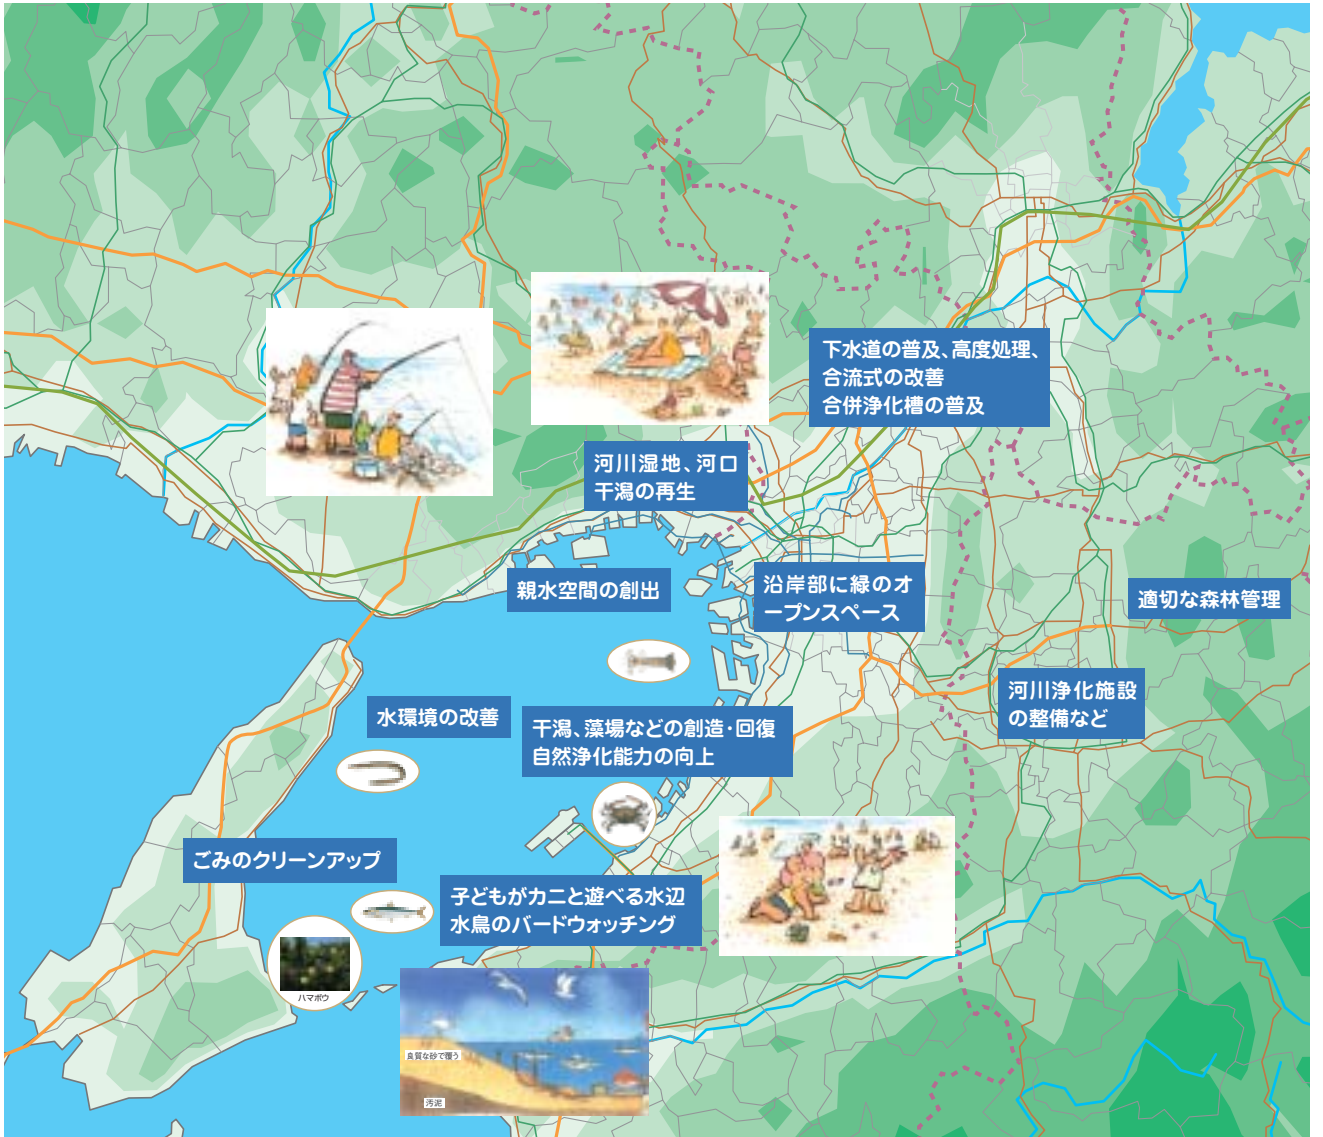 下水道の普及、高度処理、
合流式の改善
合併浄化槽の普及
河川湿地、河口
干潟の再生
親水空間の創出
沿岸部に緑のオ
ープンスペース
適切な森林管理
河川浄化施設
の整備など
水環境の改善
干潟、藻場などの創造・回復
自然浄化能力の向上
ごみのクリーンアップ
子どもがカニと遊べる水辺
水鳥のバードウォッチング
ハマボウ
良質な砂で覆う
汚泥